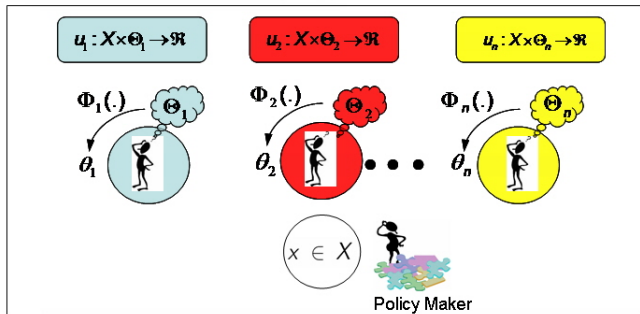 u₁ : X×Θ₁→ℜ
u₂ : X×Θ₂→ℜ
uₙ : X×Θₙ→ℜ
Φ₁(.) Θ₁
Φ₂(.) Θ₂
Φₙ(.) Θₙ
θ₁
θ₂
θₙ
x ∈ X
Policy Maker